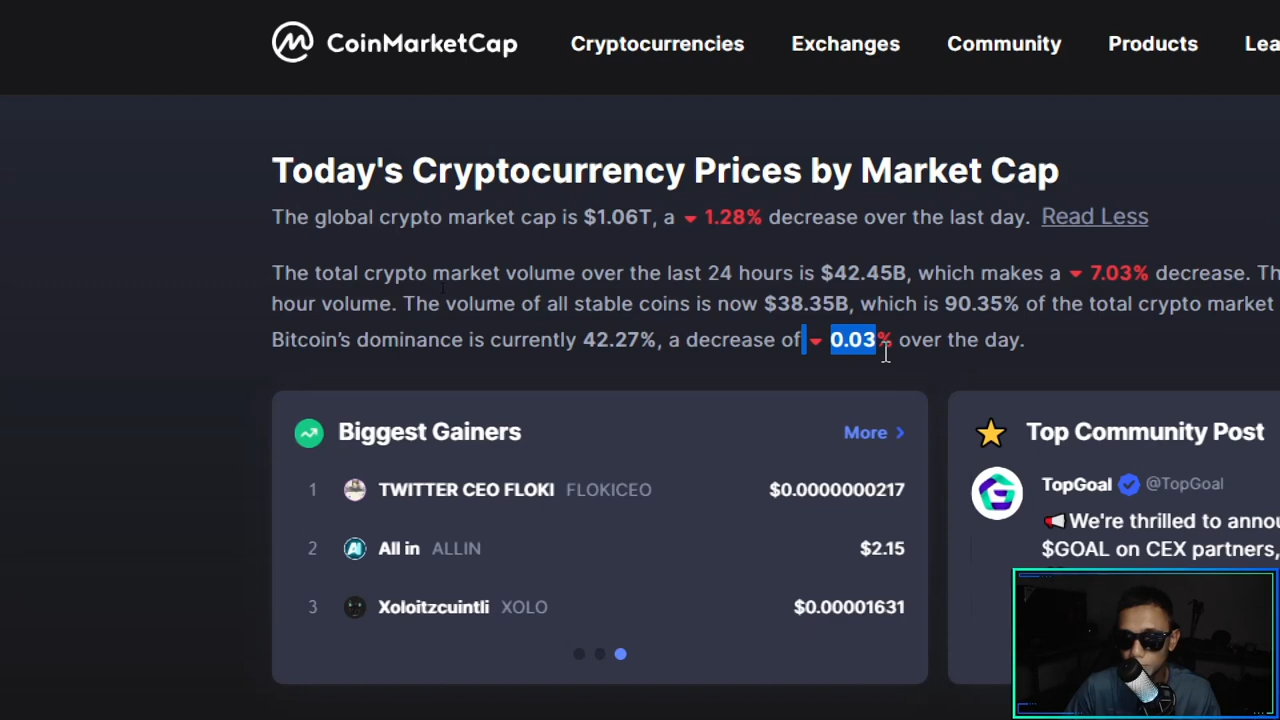 CoinMarketCap Cryptocurrencies Exchanges Community Products Lea
Today's Cryptocurrency Prices by Market Cap
The global crypto market cap is $1.06T, a 1.28% decrease over the last day. Read Less
The total crypto market volume over the last 24 hours is $42.45B, which makes a 7.03% decrease. Th
hour volume. The volume of all stable coins is now $38.35B, which is 90.35% of the total crypto market
Bitcoin's dominance is currently 42.27%, a decrease of 0.03% over the day.
Biggest Gainers More
1 TWITTER CEO FLOKI FLOKICEO $0.0000000217
2 All in ALLIN $2.15
3 Xoloitzcuintli XOLO $0.00001631
Top Community Post
TopGoal @TopGoal
We're thrilled to annou
$GOAL on CEX partners,